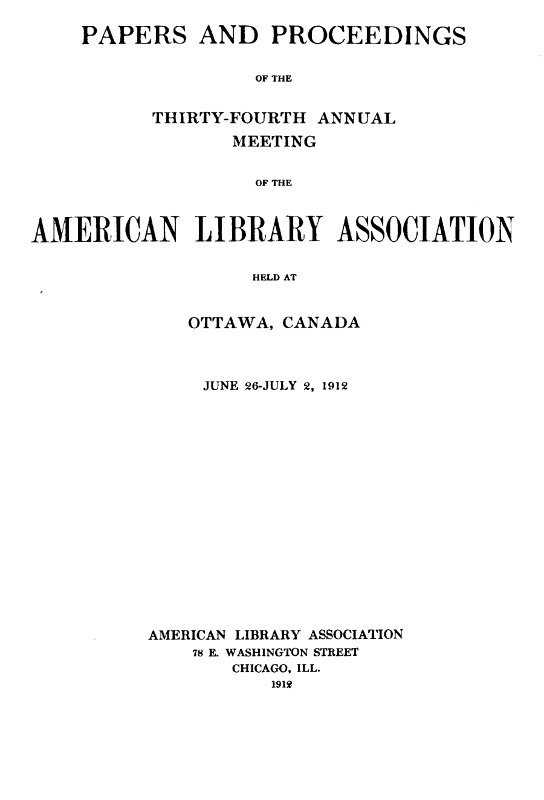 PAPERS AND PROCEEDINGS
OF THE
THIRTY-FOURTH ANNUAL
MEETING
OF THE
AMERICAN LIBRARY ASSOCIATION
HELD AT
OTTAWA, CANADA
JUNE 26-JULY 2, 1912
AMERICAN LIBRARY ASSOCIATION
78 E. WASHINGTON STREET
CHICAGO, ILL.
1912